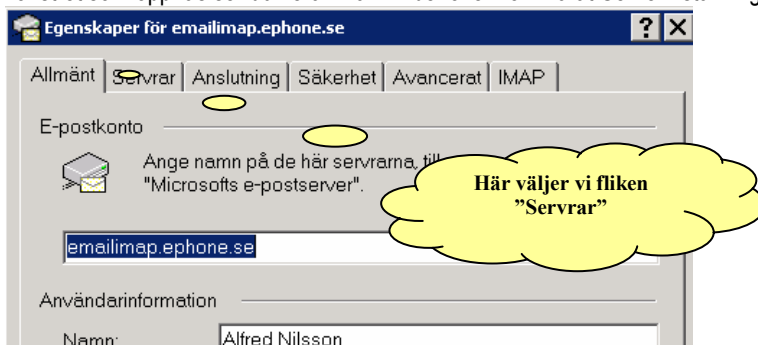 Egenskaper för emailimap.ephone.se
Allmänt Servrar Anslutning Säkerhet Avancerat IMAP
E-postkonto
Ange namn på de här servrarna, till
"Microsofts e-postserver".
Här väljer vi fliken
”Servrar”
emailimap.ephone.se
Användarinformation
Namn:
Alfred Nilsson